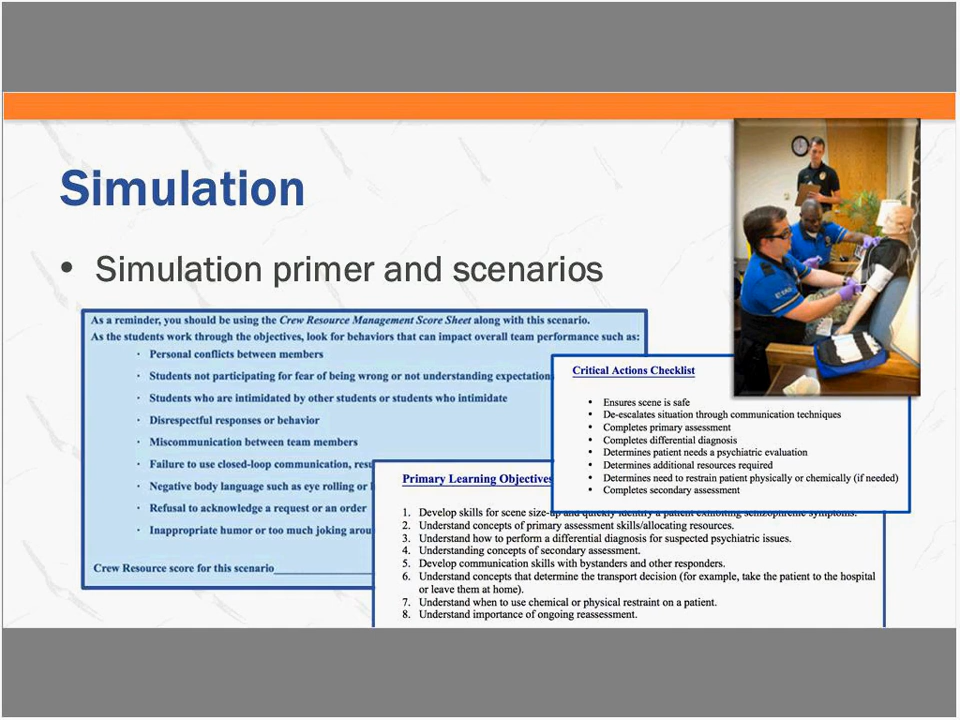 Simulation
• Simulation primer and scenarios
As a reminder, you should be using the Crew Resource Management Score Sheet along with this scenario.
As the students work through the objectives, look for behaviors that can impact overall team performance such as:
· Personal conflicts between members
· Students not participating for fear of being wrong or not understanding expectation
· Students who are intimidated by other students or students who intimidate
· Disrespectful responses or behavior
· Miscommunication between team members
· Failure to use closed-loop communication,
· Negative body language such as eye rolling or
· Refusal to acknowledge a request or an order
· Inappropriate humor or too much joking
Crew Resource score for this scenario
Critical Actions Checklist
• Ensures scene is safe
• De-escalates situation through communication techniques
• Completes primary assessment
• Completes differential diagnosis
• Determines patient needs a psychiatric evaluation
• Determines additional resources required
• Determines need to restrain patient physically or chemically (if needed)
• Completes secondary assessment
Primary Learning Objectives
1. Develop skills for scene size-up and quickly identify a patient exhibiting schizophrenic symptoms.
2. Understand concepts of primary assessment skills/allocating resources.
3. Understand how to perform a differential diagnosis for suspected psychiatric issues.
4. Understanding concepts of secondary assessment.
5. Develop communication skills with bystanders and other responders.
6. Understand concepts that determine the transport decision (for example, take the patient to the hospital
or leave them at home).
7. Understand when to use chemical or physical restraint on a patient.
8. Understand importance of ongoing reassessment.